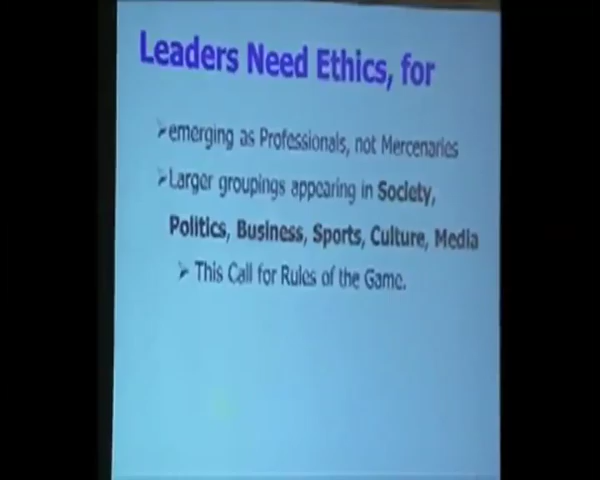 Leaders Need Ethics, for
➢emerging as Professionals, not Mercenaries
➢Larger groupings appearing in Society,
Politics, Business, Sports, Culture, Media
➢ This Call for Rules of the Game.